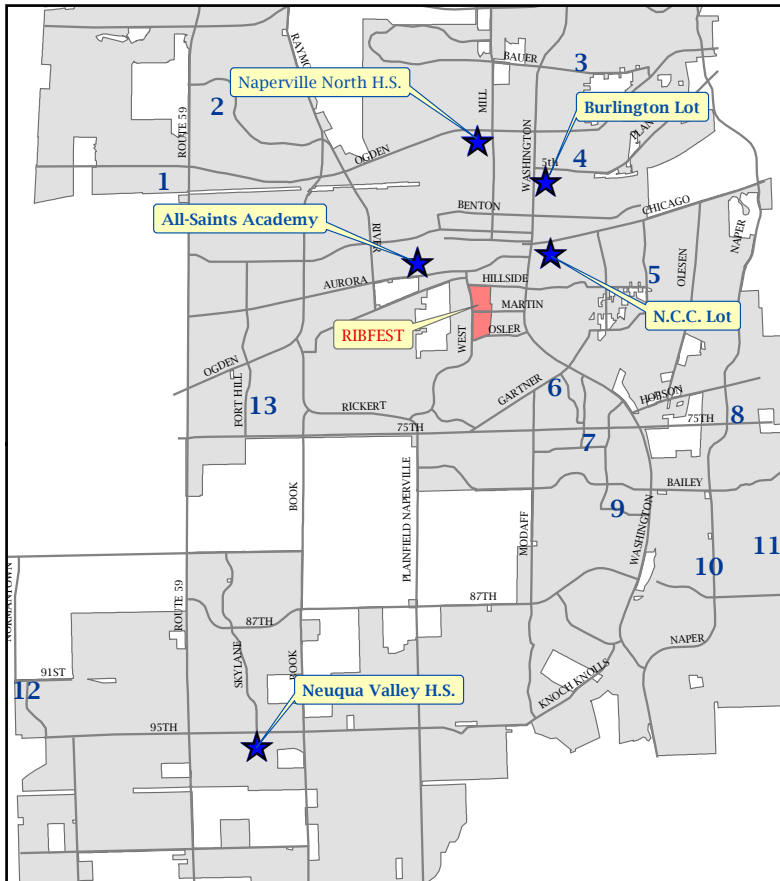 BAUER
3
RAYMO
Naperville North H.S.
MILL
2
Burlington Lot
ROUTE 59
WASHINGTON
PLAN
OGDEN
5th
4
1
BENTON
CHICAGO
All-Saints Academy
RIVER
NAPER
OLESEN
5
AURORA
HILLSIDE
MARTIN
N.C.C. Lot
RIBFEST
WEST
OSLER
OGDEN
GARTNER
6
HOBSON
FORT HILL
13
RICKERT
75TH
75TH
8
7
BAILEY
BOOK
PLAINFIELD NAPERVILLE
MODAFF
9
WASHINGTON
11
10
NORMANTOWN
ROUTE 59
87TH
87TH
NAPER
SKYLANE
BOOK
91ST
12
KNOCH KNOLLS
Neuqua Valley H.S.
95TH